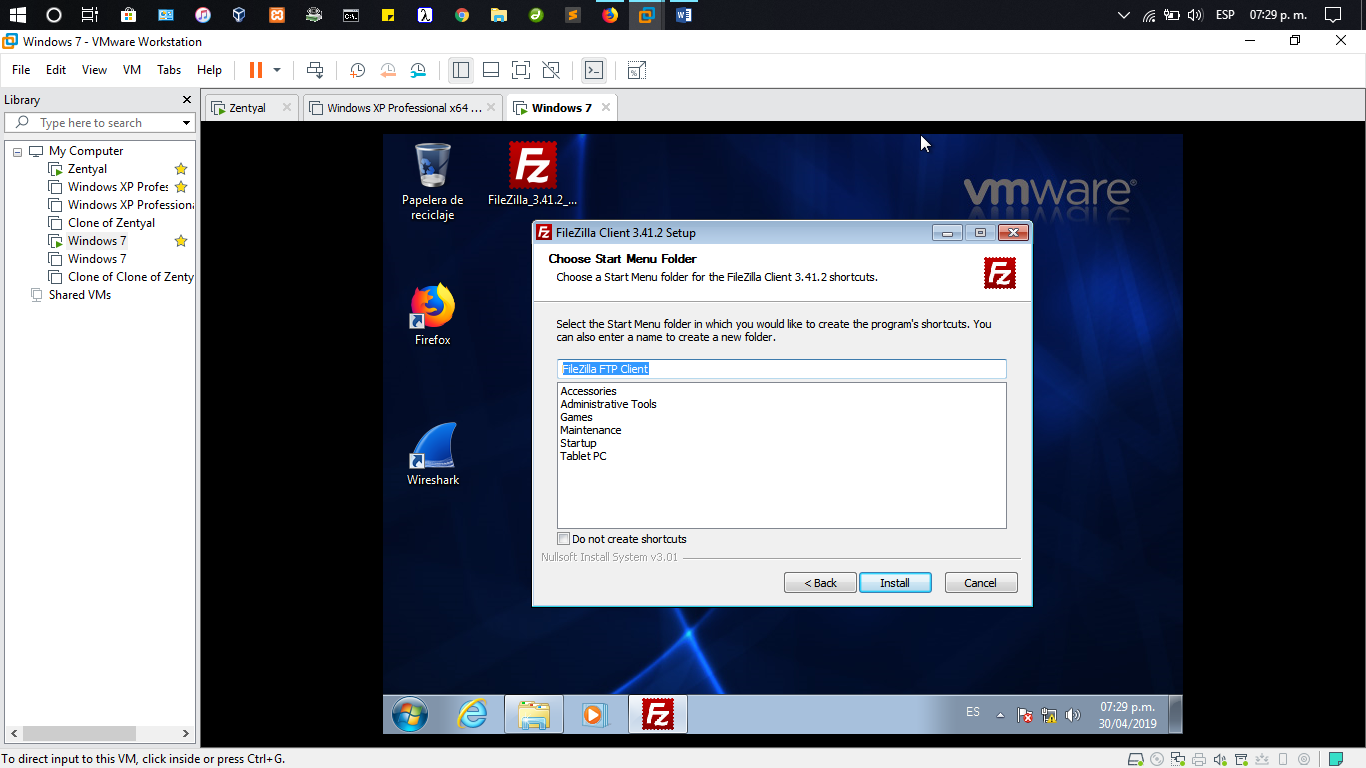 ESP 07:29 p. m.
Windows 7 - VMware Workstation
File Edit View VM Tabs Help
Library
Type here to search
My Computer
Zentyal
Windows XP Profes
Windows XP Professiona
Clone of Zentyal
Windows 7
Windows 7
Clone of Clone of Zenty
Shared VMs
Zentyal
Windows XP Professional x64 ...
Windows 7
Papelera de
reciclaje
FileZilla_3.41.2_...
Firefox
Wireshark
vmware
FileZilla Client 3.41.2 Setup
Choose Start Menu Folder
Choose a Start Menu folder for the FileZilla Client 3.41.2 shortcuts.
Select the Start Menu folder in which you would like to create the program's shortcuts. You
can also enter a name to create a new folder.
FileZilla FTP Client
Accessories
Administrative Tools
Games
Maintenance
Startup
Tablet PC
Do not create shortcuts
Nullsoft Install System v3.01
< Back
Install
Cancel
ES
07:29 p.m.
30/04/2019
To direct input to this VM, click inside or press Ctrl+G.